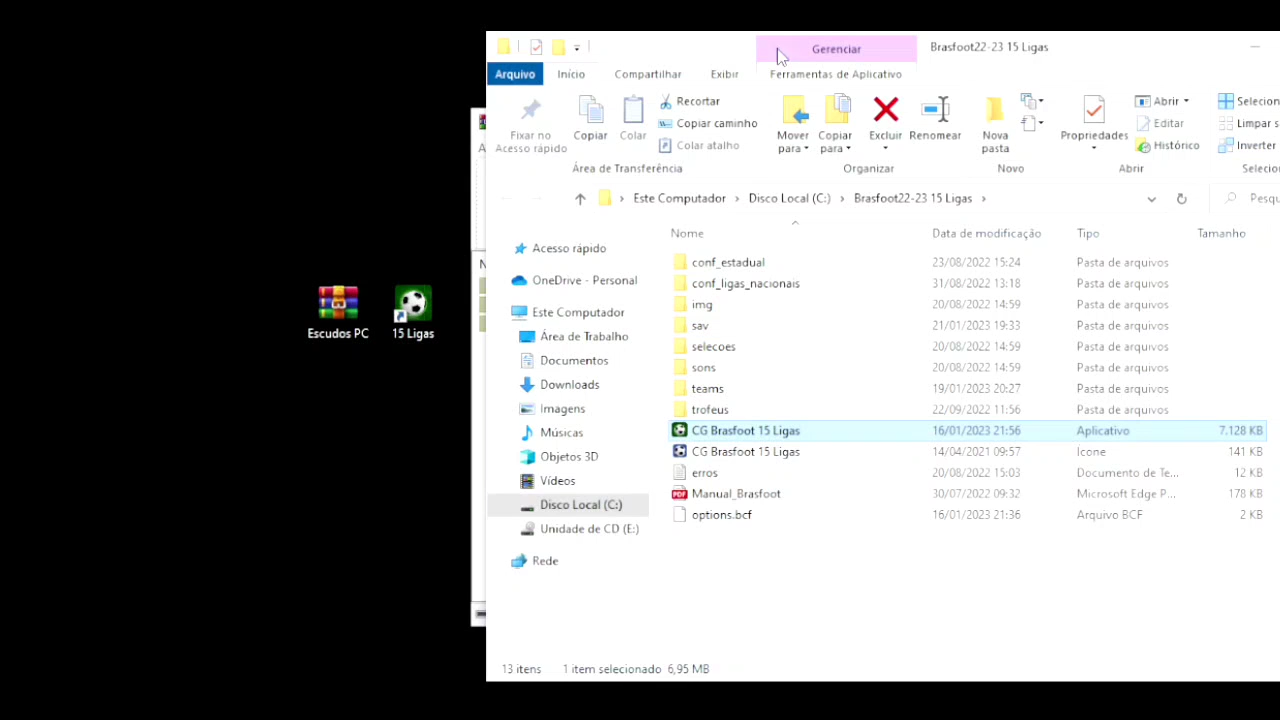 Gerenciar
Brasfoot22-23 15 Ligas
Arquivo Início Compartilhar Exibir Ferramentas de Aplicativo
Fixar no Acesso rápido
Copiar
Colar
Recortar
Copiar caminho
Colar atalho
Área de Transferência
Mover para
Copiar para
Excluir
Renomear
Organizar
Nova pasta
Novo
Propriedades
Abrir
Editar
Histórico
Abrir
Selecion
Limpar s
Inverter
Selecio
Este Computador > Disco Local (C:) > Brasfoot22-23 15 Ligas >
Pesqu
Nome Data de modificação Tipo Tamanho
Acesso rápido
OneDrive - Personal
Este Computador
Área de Trabalho
Documentos
Downloads
Imagens
Músicas
Objetos 3D
Vídeos
Disco Local (C:)
Unidade de CD (E:)
Rede
conf_estadual 23/08/2022 15:24 Pasta de arquivos
conf_ligas_nacionais 31/08/2022 13:18 Pasta de arquivos
img 20/08/2022 14:59 Pasta de arquivos
sav 21/01/2023 19:33 Pasta de arquivos
selecoes 20/08/2022 14:59 Pasta de arquivos
sons 20/08/2022 14:59 Pasta de arquivos
teams 19/01/2023 20:27 Pasta de arquivos
trofeus 22/09/2022 11:56 Pasta de arquivos
CG Brasfoot 15 Ligas 16/01/2023 21:56 Aplicativo 7.128 KB
CG Brasfoot 15 Ligas 14/04/2021 09:57 Ícone 141 KB
erros 20/08/2022 15:03 Documento de Te... 12 KB
Manual_Brasfoot 30/07/2022 09:32 Microsoft Edge P... 178 KB
options.bcf 16/01/2023 21:36 Arquivo BCF 2 KB
Escudos PC
15 Ligas
13 itens 1 item selecionado 6,95 MB